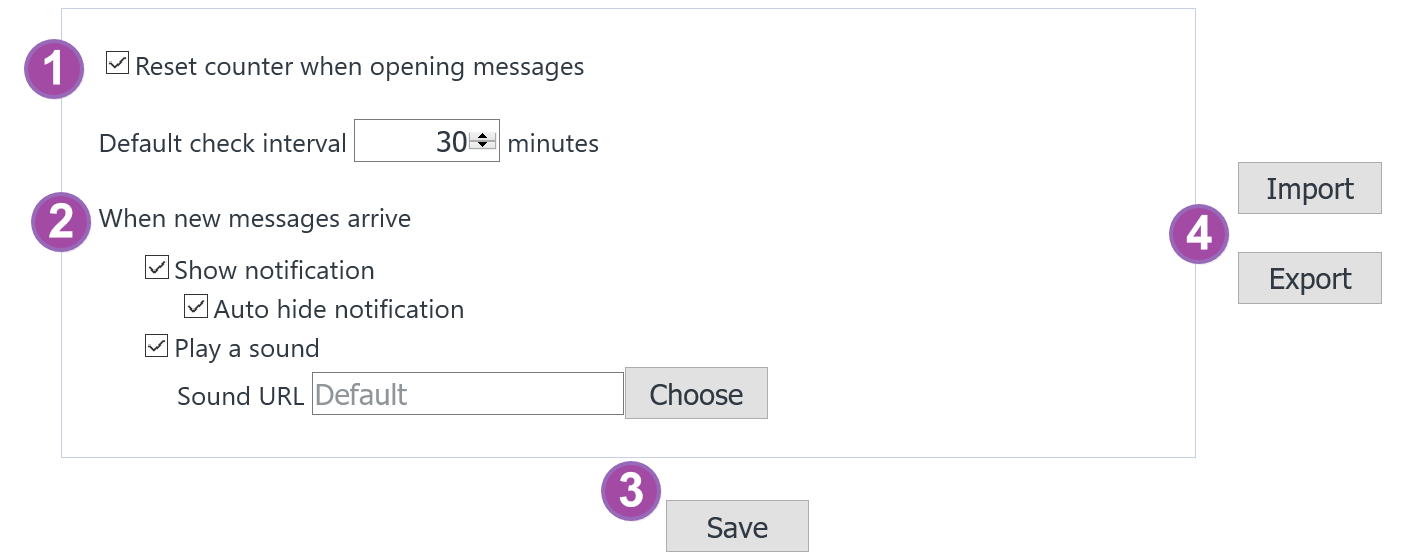 1
Reset counter when opening messages
Default check interval 30 minutes
2
When new messages arrive
Show notification
Auto hide notification
Play a sound
Sound URL Default Choose
3
Save
4
Import
Export